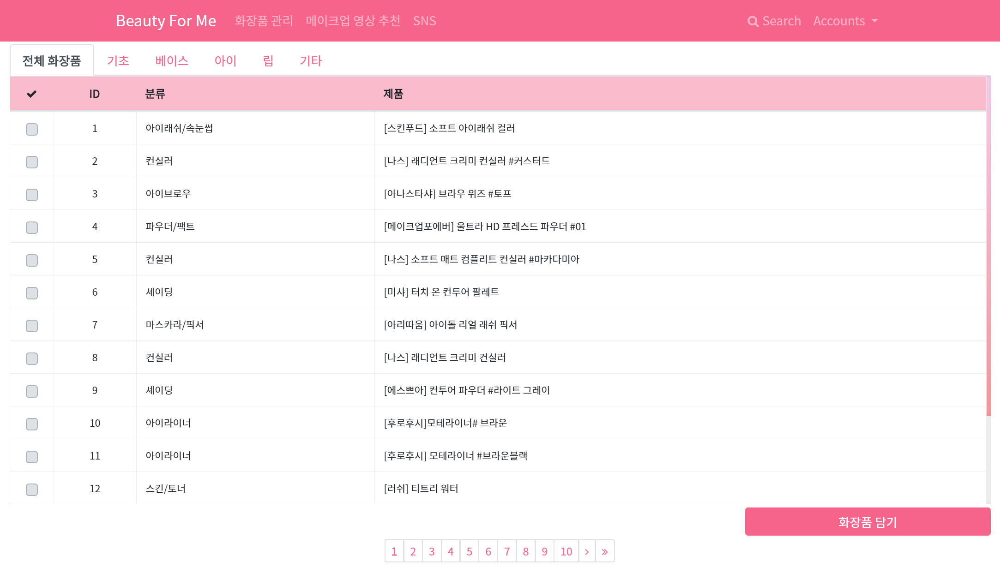 Beauty For Me 화장품 관리 메이크업 영상 추천 SNS Search Accounts
전체 화장품 기초 베이스 아이 립 기타
ID 분류 제품
1 아이래쉬/속눈썹 [스킨푸드] 소프트 아이래쉬 컬러
2 컨실러 [나스] 래디언트 크리미 컨실러 #커스터드
3 아이브로우 [아나스타샤] 브라우 위즈 #토프
4 파우더/팩트 [메이크업포에버] 울트라 HD 프레스드 파우더 #01
5 컨실러 [나스] 소프트 매트 컴플리트 컨실러 #마카다미아
6 셰이딩 [미샤] 터치 온 컨투어 팔레트
7 마스카라/픽서 [아리따움] 아이돌 리얼 래쉬 픽서
8 컨실러 [나스] 래디언트 크리미 컨실러
9 셰이딩 [에스쁘아] 컨투어 파우더 #라이트 그레이
10 아이라이너 [후로후시]모테라이너# 브라운
11 아이라이너 [후로후시] 모테라이너 #브라운블랙
12 스킨/토너 [러쉬] 티트리 워터
화장품 담기
1 2 3 4 5 6 7 8 9 10 › »